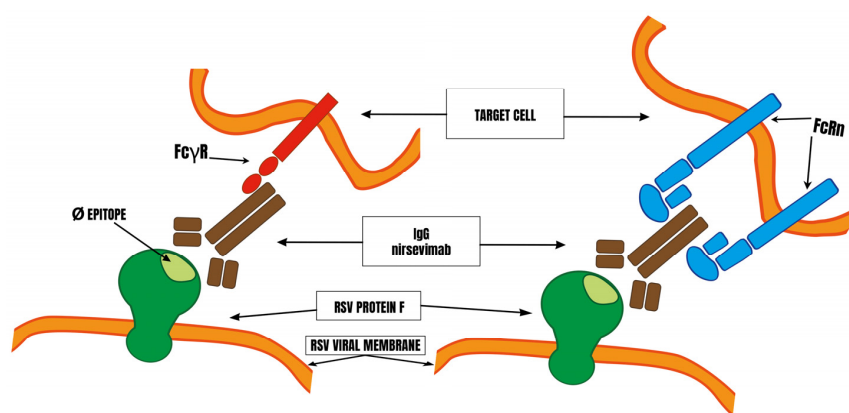 TARGET CELL
FcRn
FcγR
Ø EPITOPE
IgG
nirsevimab
RSV PROTEIN F
RSV VIRAL MEMBRANE